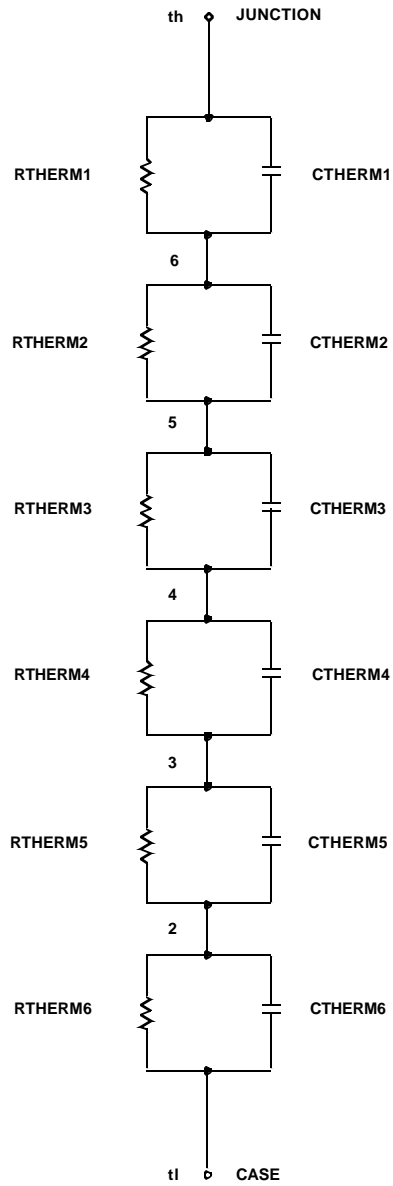 th JUNCTION
RTHERM1 CTHERM1
6
RTHERM2 CTHERM2
5
RTHERM3 CTHERM3
4
RTHERM4 CTHERM4
3
RTHERM5 CTHERM5
2
RTHERM6 CTHERM6
tl CASE